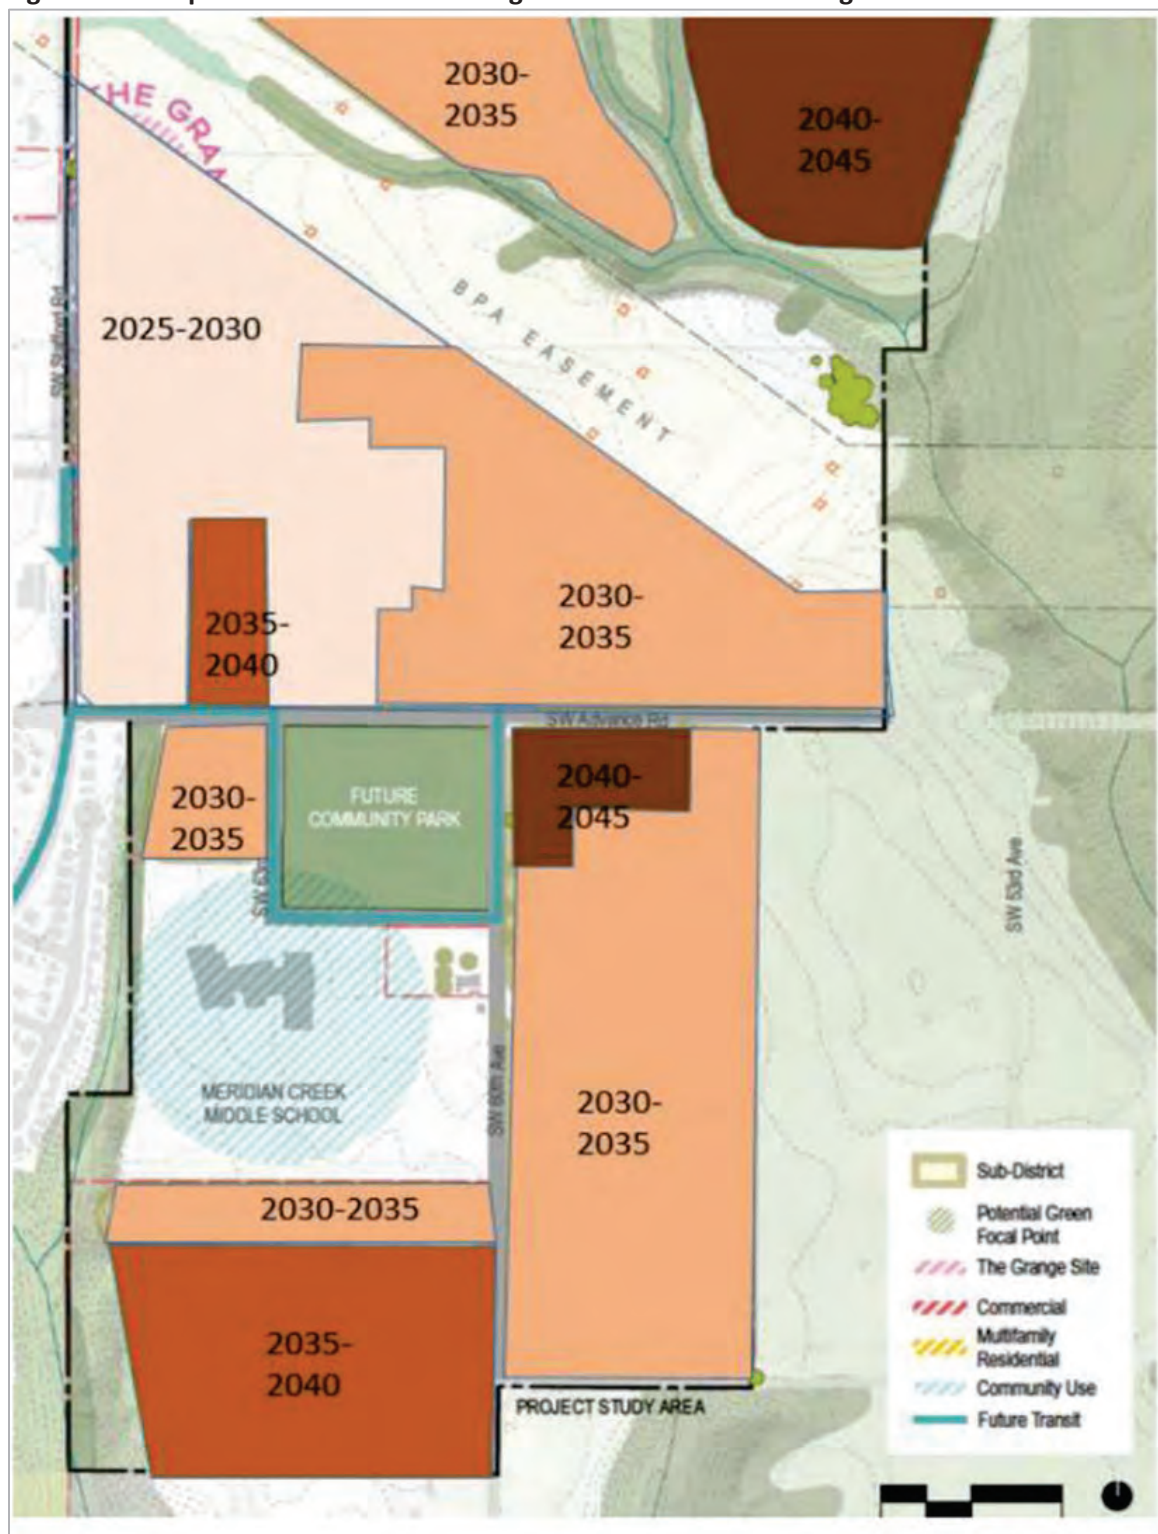 2030-
2035
2040-
2045
THE GRA
2025-2030
SW Stafford Rd
BPA EASEMENT
2035-
2040
2030-
2035
SW Advance Rd
2030-
2035
FUTURE
COMMUNITY PARK
2040-
2045
SW 63r
SW 53rd Ave
MERIDIAN CREEK
MIDDLE SCHOOL
SW 60th Ave
2030-
2035
2030-2035
2035-
2040
PROJECT STUDY AREA
Sub-District
Potential Green
Focal Point
The Grange Site
Commercial
Multifamily
Residential
Community Use
Future Transit